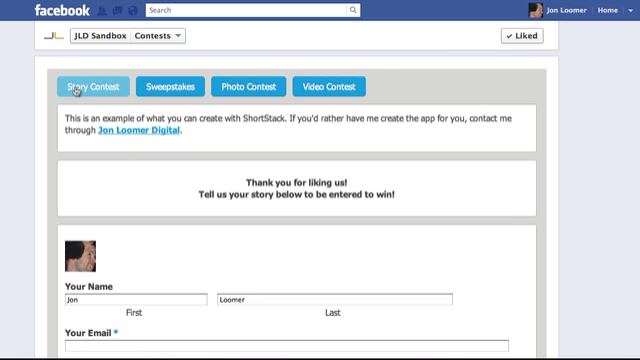 facebook Search Jon Loomer Home
JLD Sandbox Contests ✓ Liked
Story Contest Sweepstakes Photo Contest Video Contest
This is an example of what you can create with ShortStack. If you'd rather have me create the app for you, contact me
through Jon Loomer Digital.
Thank you for liking us!
Tell us your story below to be entered to win!
Your Name
Jon Loomer
First Last
Your Email *